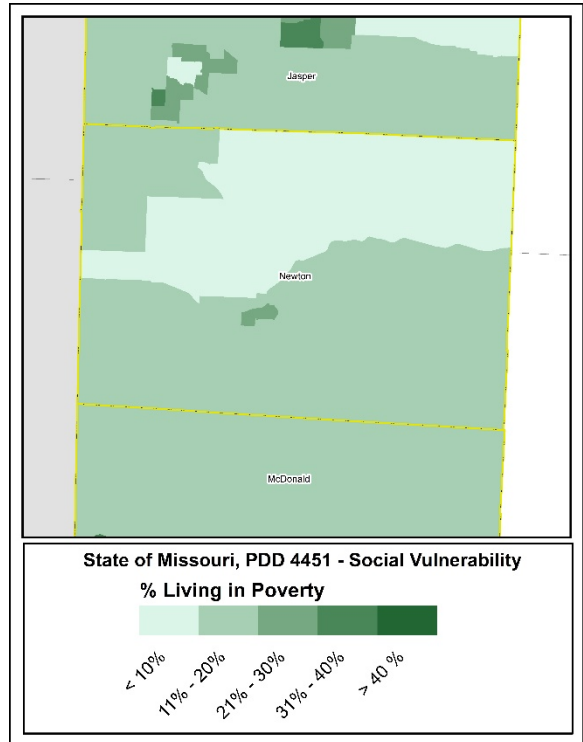 Jasper
Newton
McDonald
State of Missouri, PDD 4451 - Social Vulnerability
% Living in Poverty
< 10%
11% - 20%
21% - 30%
31% - 40%
> 40 %